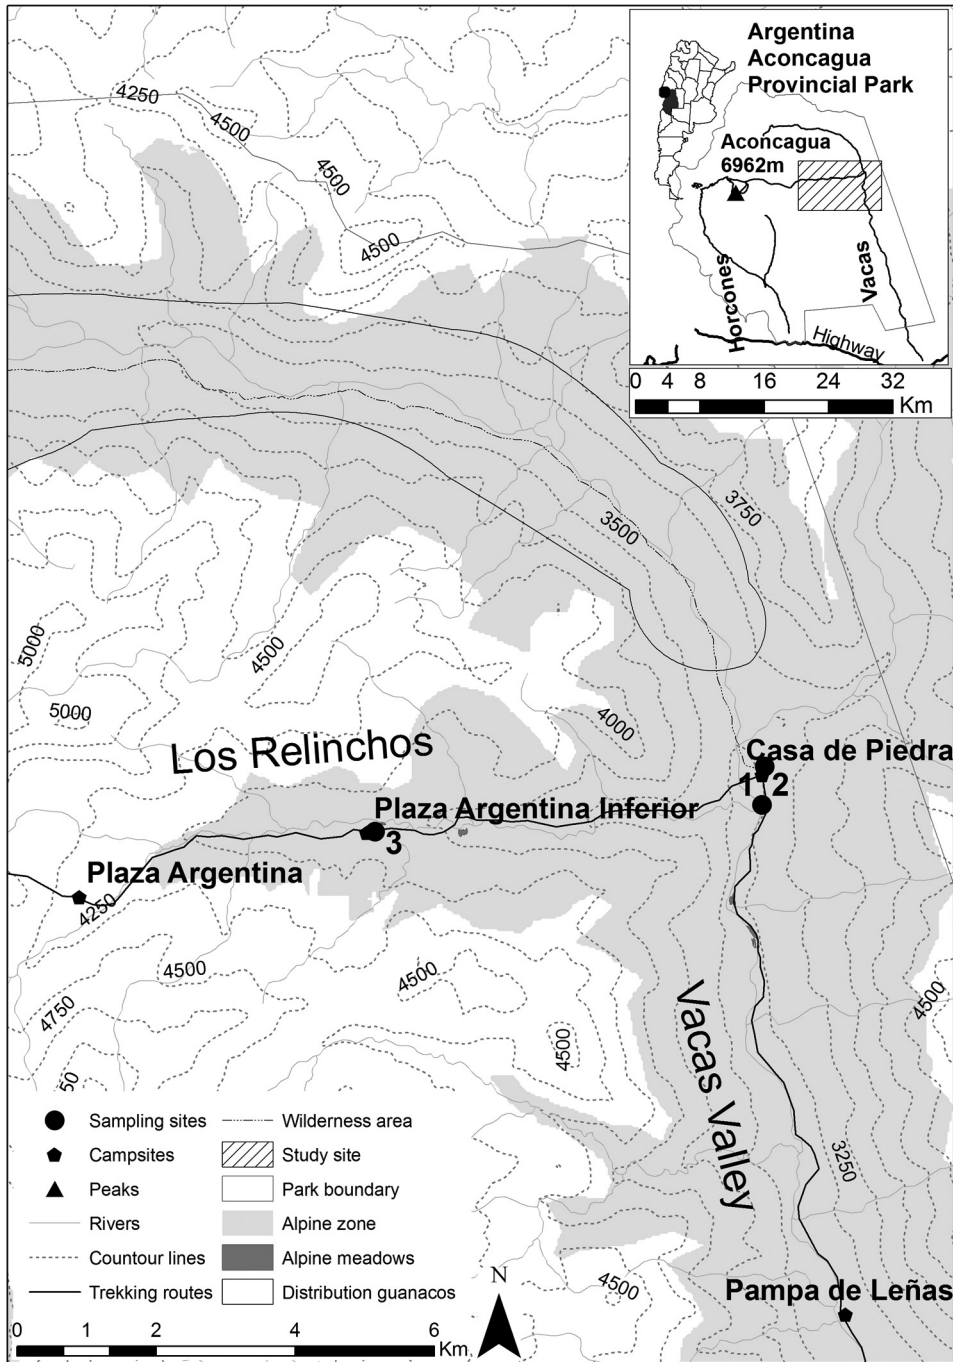 Argentina
Aconcagua
Provincial Park
Aconcagua
6962m
Horcones
Vacas
Highway
0 4 8 16 24 32
Km
4250
4500
4500
4500
3750
3500
5000
4500
5000
4000
Los Relinchos
Casa de Piedra
1 2
Plaza Argentina Inferior
3
Plaza Argentina
4250
4500
4500
4500
4750
4500
50
Vacas Valley
3250
4500
Pampa de Leñas
Sampling sites
Campsites
Peaks
Rivers
Countour lines
Trekking routes
Wilderness area
Study site
Park boundary
Alpine zone
Alpine meadows
Distribution guanacos
N
0 1 2 4 6
Km